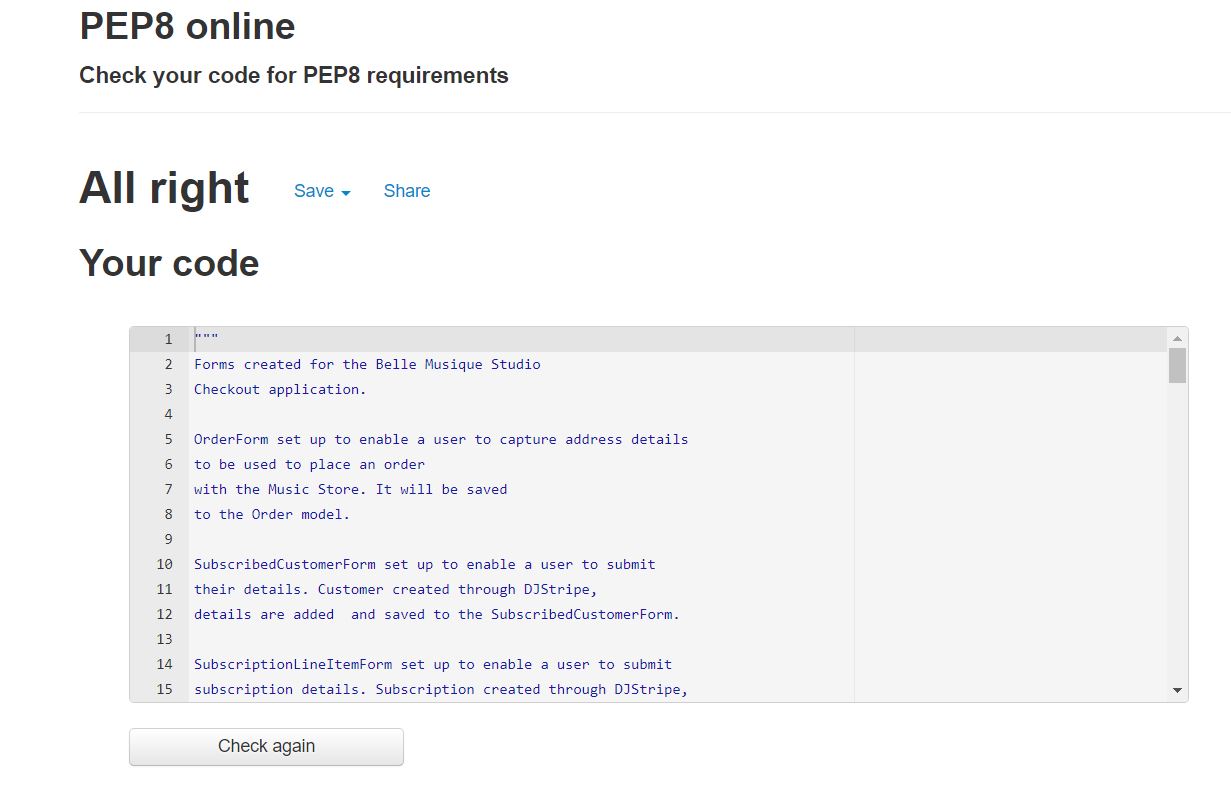 PEP8 online
Check your code for PEP8 requirements
All right Save Share
Your code
1 """
2 Forms created for the Belle Musique Studio
3 Checkout application.
4
5 OrderForm set up to enable a user to capture address details
6 to be used to place an order
7 with the Music Store. It will be saved
8 to the Order model.
9
10 SubscribedCustomerForm set up to enable a user to submit
11 their details. Customer created through DJStripe,
12 details are added  and saved to the SubscribedCustomerForm.
13
14 SubscriptionLineItemForm set up to enable a user to submit
15 subscription details. Subscription created through DJStripe,
Check again